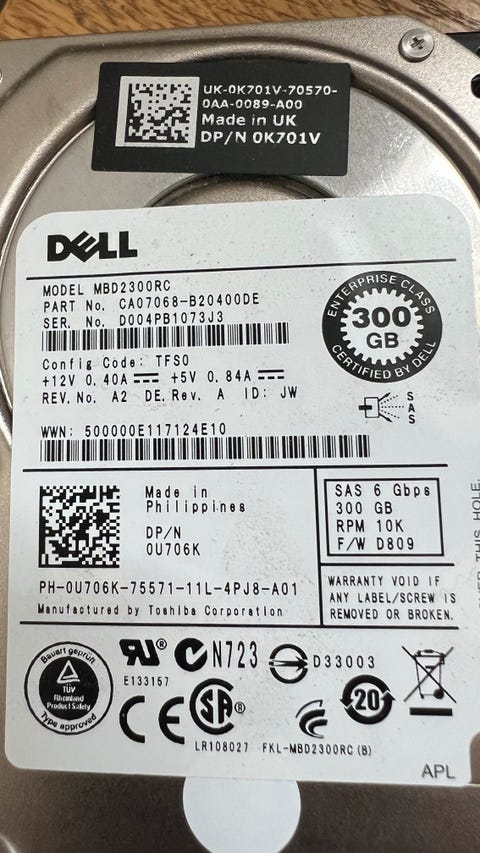 UK-0K701V-70570-
0AA-0089-A00
Made in UK
DP/N 0K701V
DELL
MODEL MBD2300RC
PART No. CA07068-B20400DE
SER. No. D004PB1073J3
ENTERPRISE CLASS
300
GB
CERTIFIED BY DELL
Config Code: TFS0
+12V 0.40A +5V 0.84A
REV. No. A2 DE. Rev. A ID: JW
SAS
WWN: 500000E117124E10
Made in
Philippines
DP/N
0U706K
SAS 6 Gbps
300 GB
RPM 10K
F/W D809
PH-0U706K-75571-11L-4PJ8-A01
Manufactured by Toshiba Corporation
WARRANTY VOID IF
ANY LABEL/SCREW IS
REMOVED OR BROKEN.
THIS HOLE.
Bauart geprüft
TÜV
Rheinland
Product Safety
Type approved
E133157
N723
D33003
CE
SA
20
LR108027 FKL-MBD2300RC (B)
APL